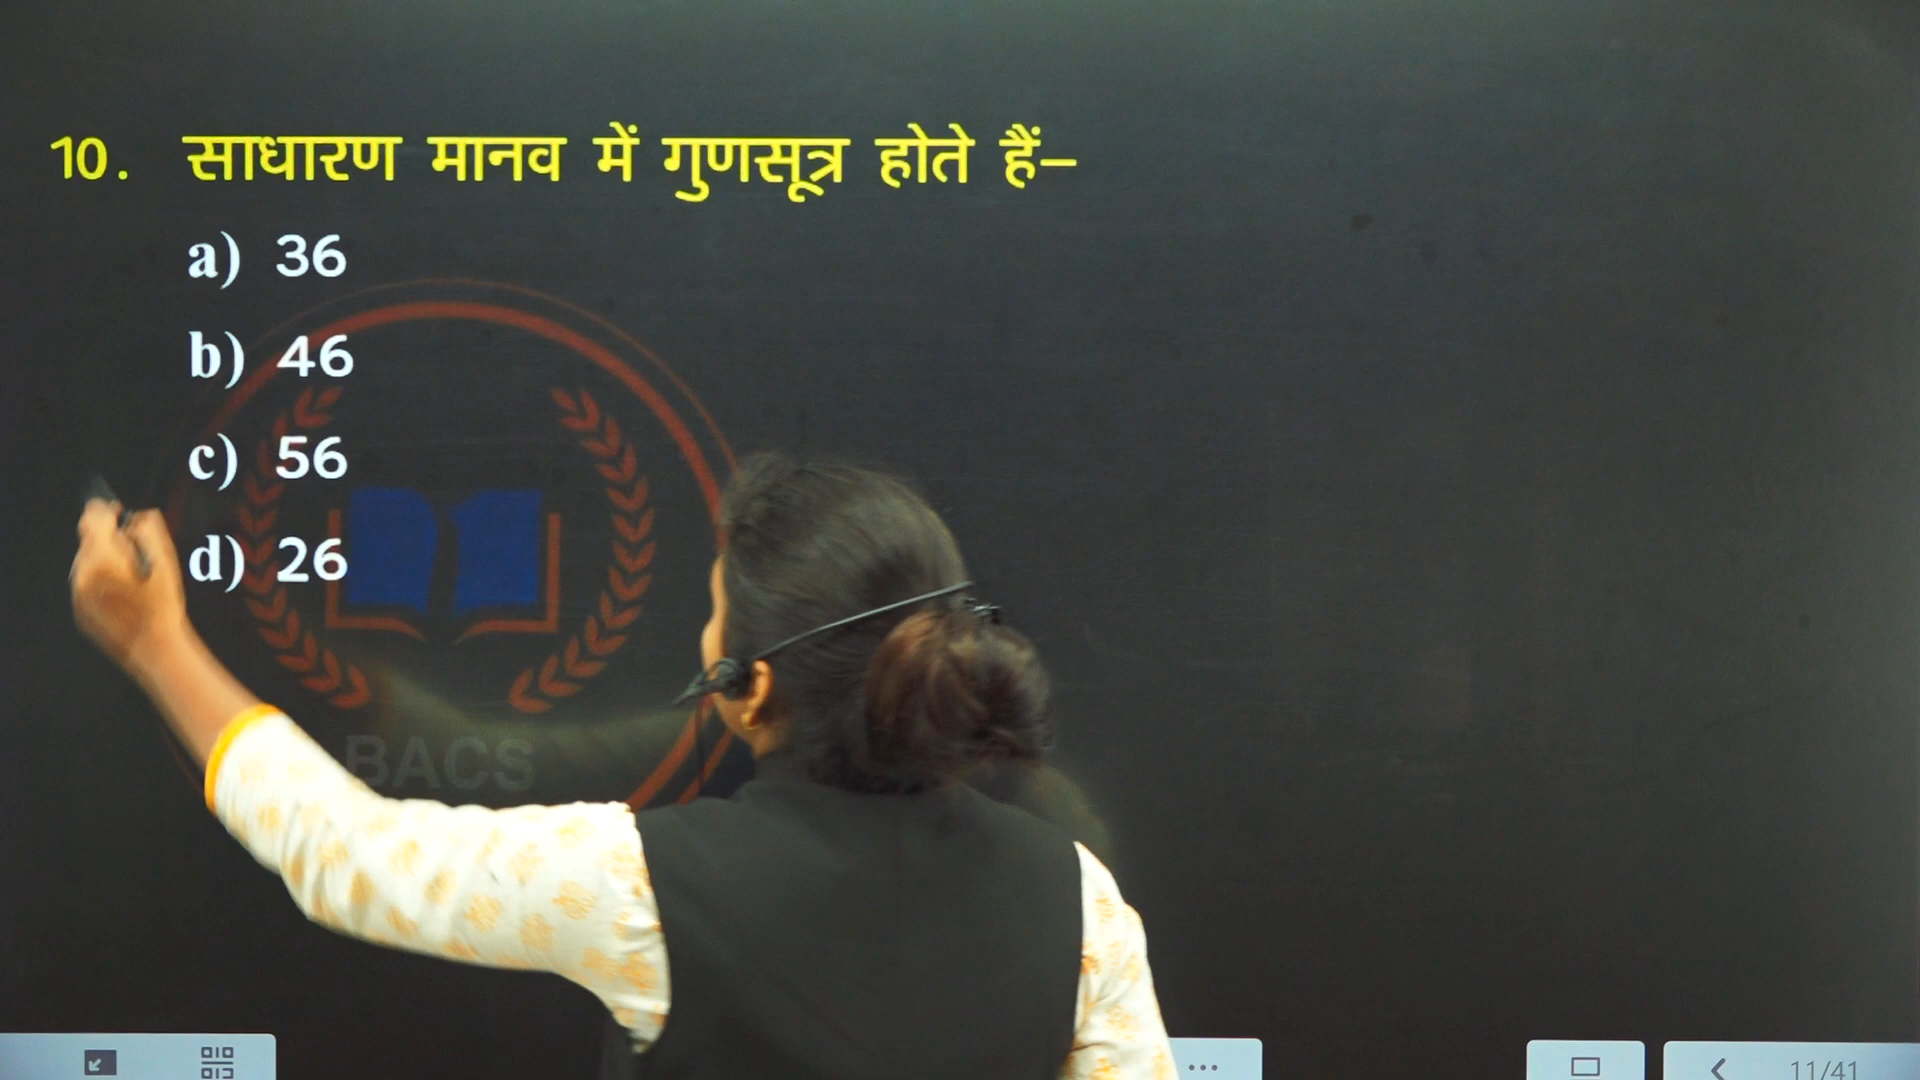 10. साधारण मानव में गुणसूत्र होते हैं–
a) 36
b) 46
c) 56
d) 26
BACS
11/41